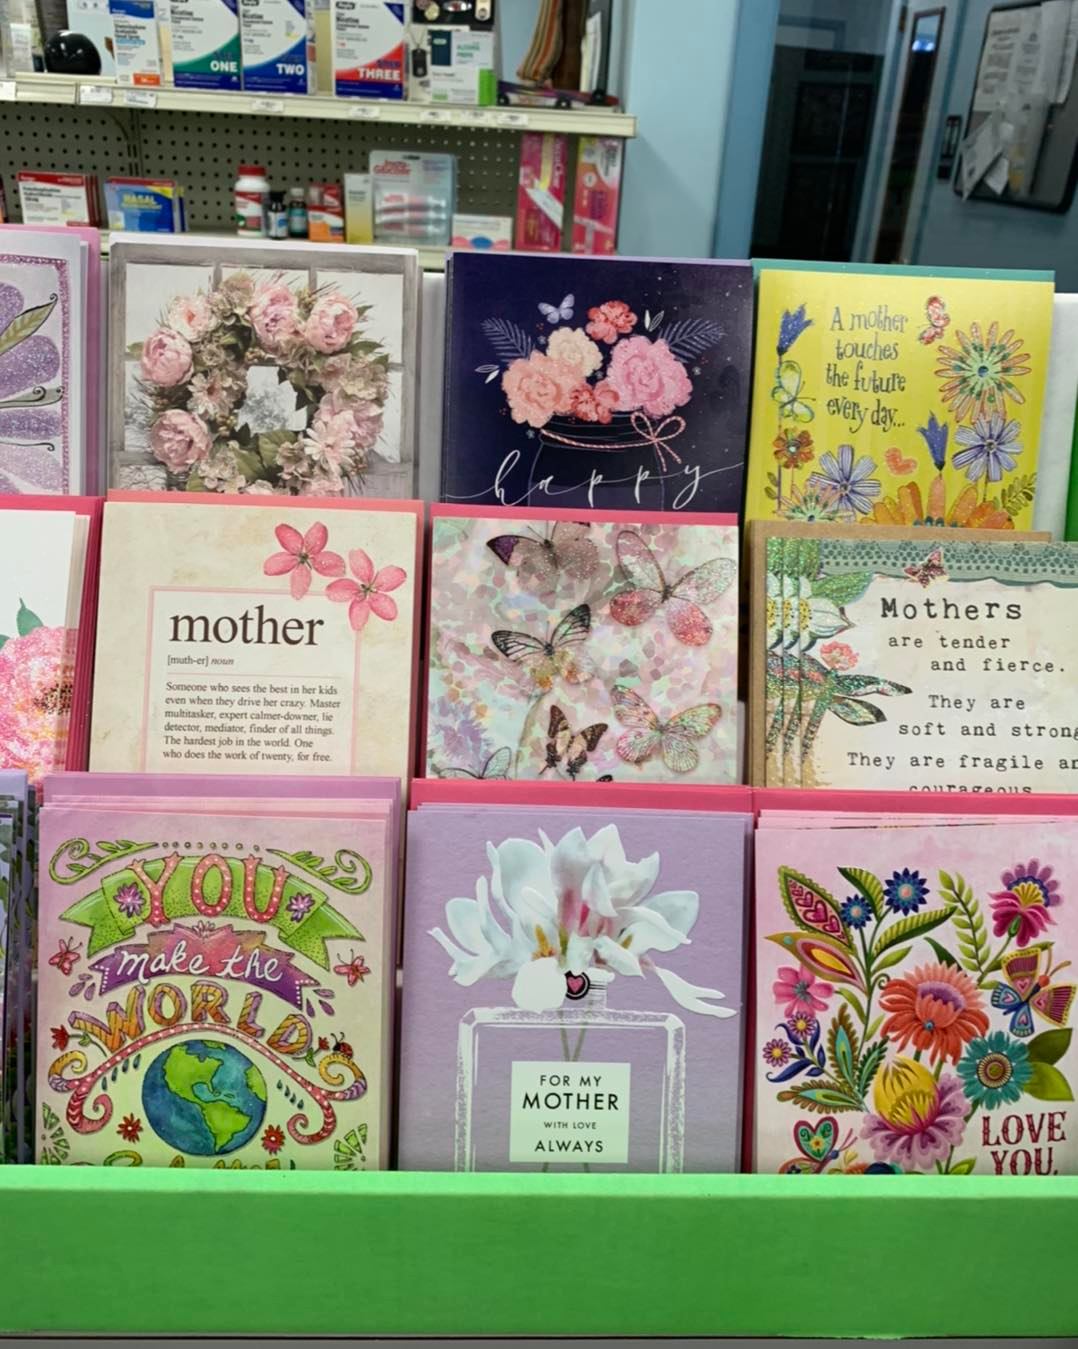 ONE
TWO
THREE
NASAL
happy
A mother
touches
the future
every day...
mother
[muth-er] noun
Someone who sees the best in her kids
even when they drive her crazy. Master
multitasker, expert calmer-downer, lie
detector, mediator, finder of all things.
The hardest job in the world. One
who does the work of twenty, for free.
Mothers
are tender
and fierce.
They are
soft and strong
They are fragile an
courageous
YOU
make the
WORLD
FOR MY
MOTHER
WITH LOVE
ALWAYS
LOVE
YOU,